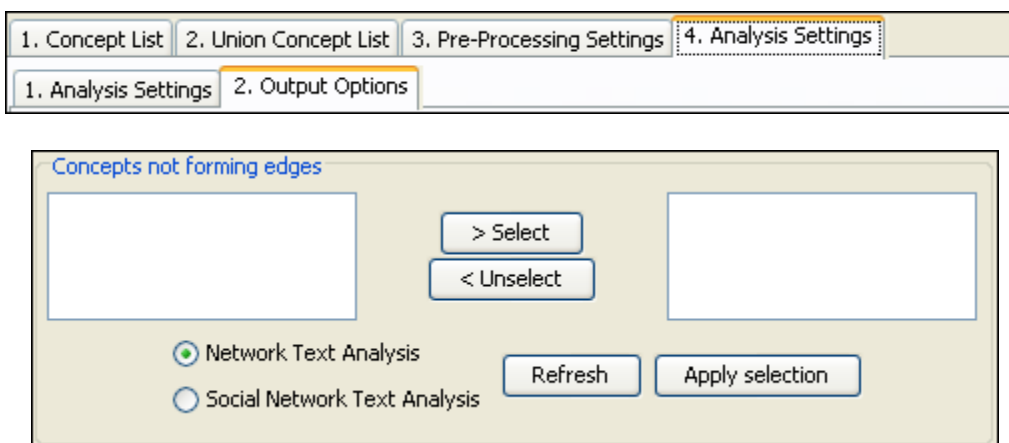 1. Concept List 2. Union Concept List 3. Pre-Processing Settings 4. Analysis Settings
1. Analysis Settings 2. Output Options
Concepts not forming edges
> Select
< Unselect
Network Text Analysis
Refresh Apply selection
Social Network Text Analysis